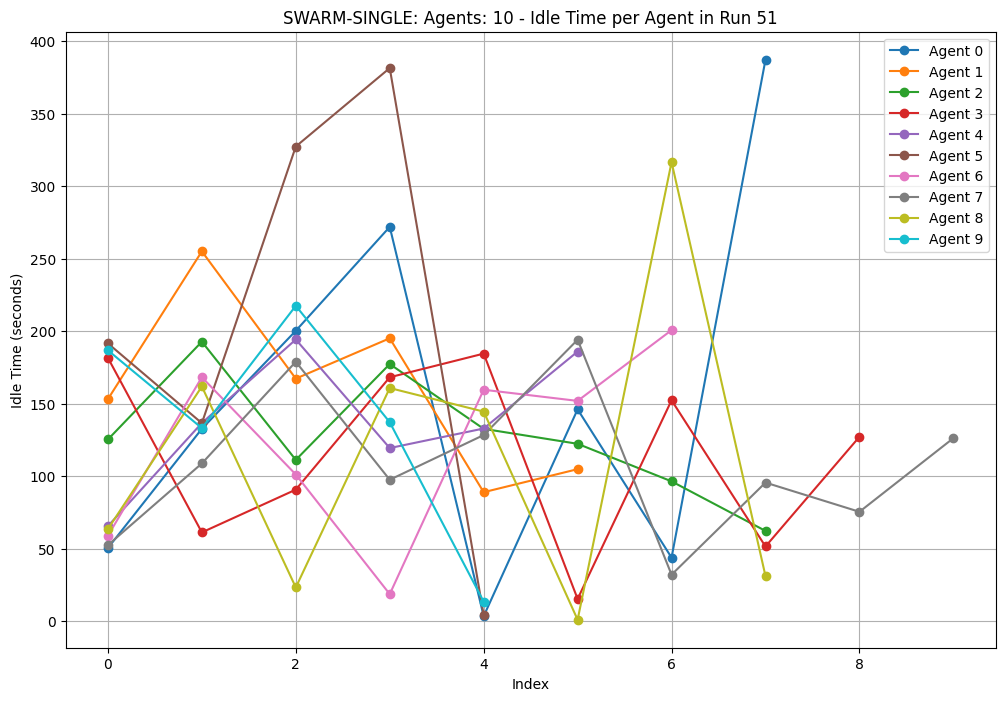 SWARM-SINGLE: Agents: 10 - Idle Time per Agent in Run 51
400
350
300
250
200
150
100
50
0
Idle Time (seconds)
0 2 4 6 8
Index
Agent 0
Agent 1
Agent 2
Agent 3
Agent 4
Agent 5
Agent 6
Agent 7
Agent 8
Agent 9